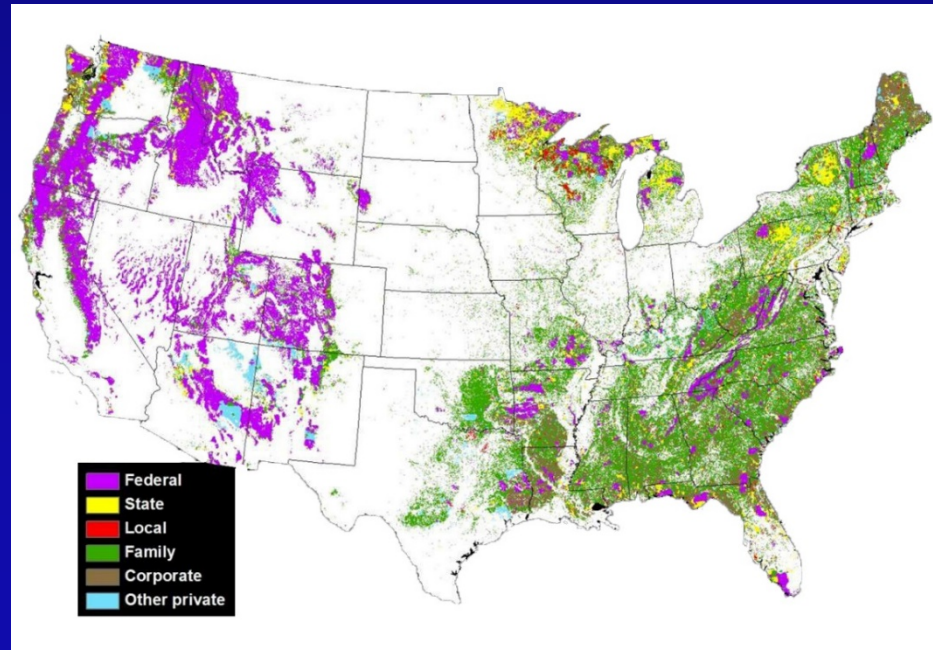 Federal
State
Local
Family
Corporate
Other private